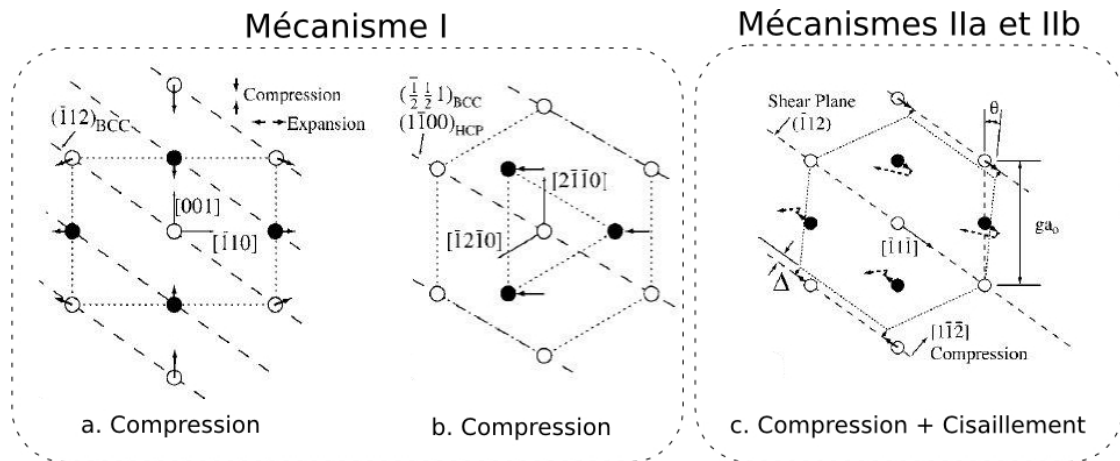 Mécanisme I
Mécanismes IIa et IIb
Compression
Expansion
(1̄12)BCC
[001]
[1̄10]
a. Compression
(1̄/2 1/2 1)BCC
(11̄00)HCP
[21̄1̄0]
[1̄21̄0]
b. Compression
Shear Plane
(1̄12)
θ
[1̄11̄]
ga₀
Δ
[11̄2̄]
Compression
c. Compression + Cisaillement